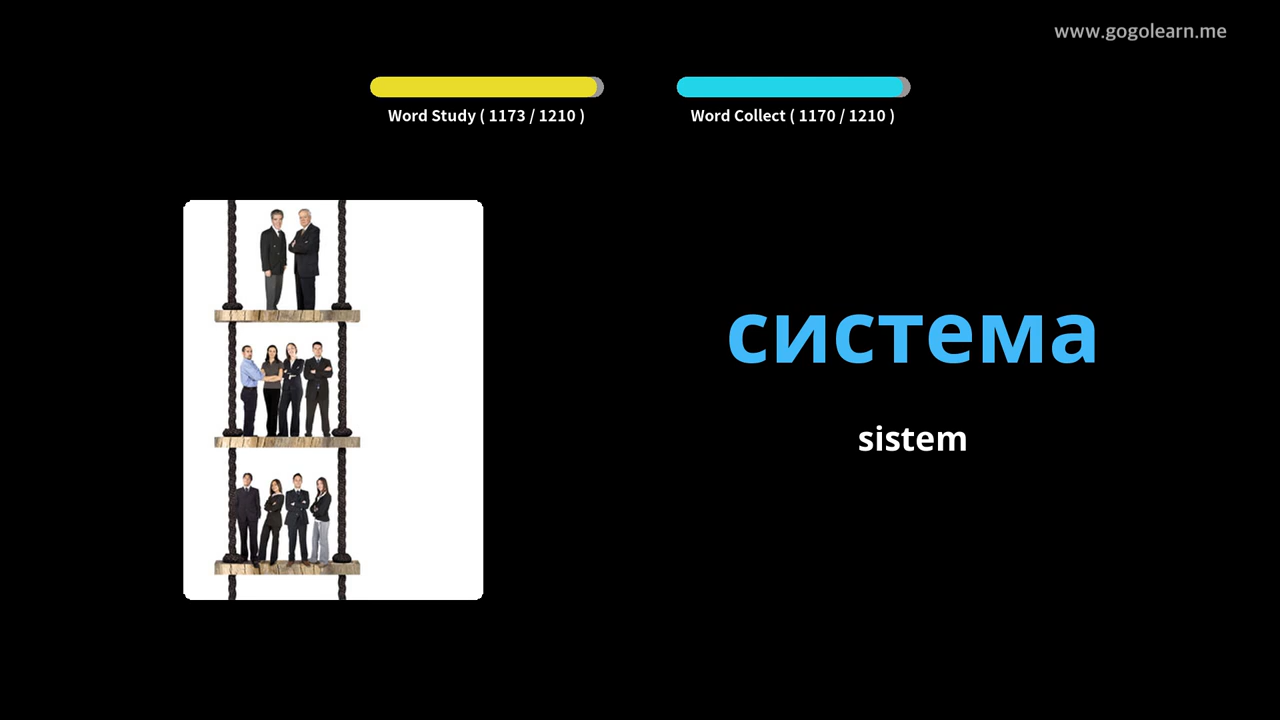 www.gogolearn.me
Word Study ( 1173 / 1210 )
Word Collect ( 1170 / 1210 )
система
sistem